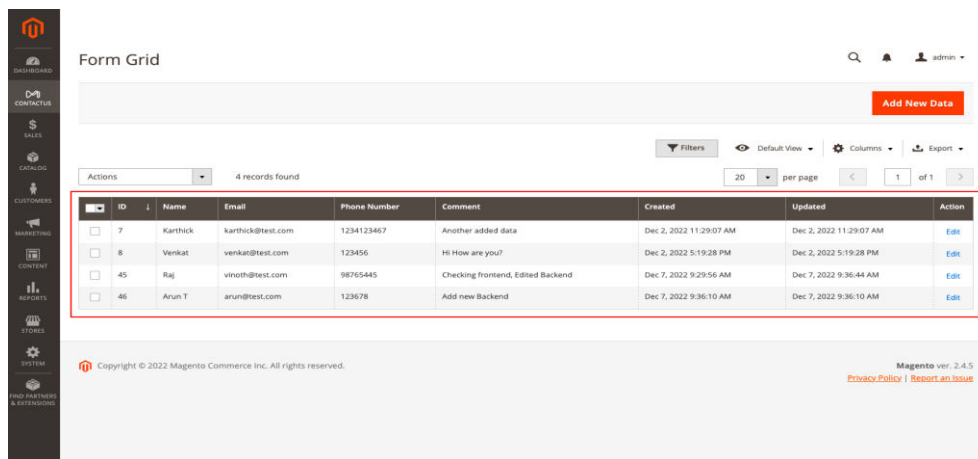 Form Grid
admin
DASHBOARD
CONTACTUS
SALES
CATALOG
CUSTOMERS
MARKETING
CONTENT
REPORTS
STORES
SYSTEM
FIND PARTNERS
& EXTENSIONS
Add New Data
Filters Default View Columns Export
Actions 4 records found 20 per page 1 of 1
ID Name Email Phone Number Comment Created Updated Action
7 Karthick karthick@test.com 1234123467 Another added data Dec 2, 2022 11:29:07 AM Dec 2, 2022 11:29:07 AM Edit
8 Venkat venkat@test.com 123456 Hi How are you? Dec 2, 2022 5:19:28 PM Dec 2, 2022 5:19:28 PM Edit
45 Raj vinoth@test.com 98765445 Checking frontend, Edited Backend Dec 7, 2022 9:29:56 AM Dec 7, 2022 9:36:44 AM Edit
46 Arun T arun@test.com 123678 Add new Backend Dec 7, 2022 9:36:10 AM Dec 7, 2022 9:36:10 AM Edit
Copyright © 2022 Magento Commerce Inc. All rights reserved.
Magento ver. 2.4.5
Privacy Policy | Report an Issue